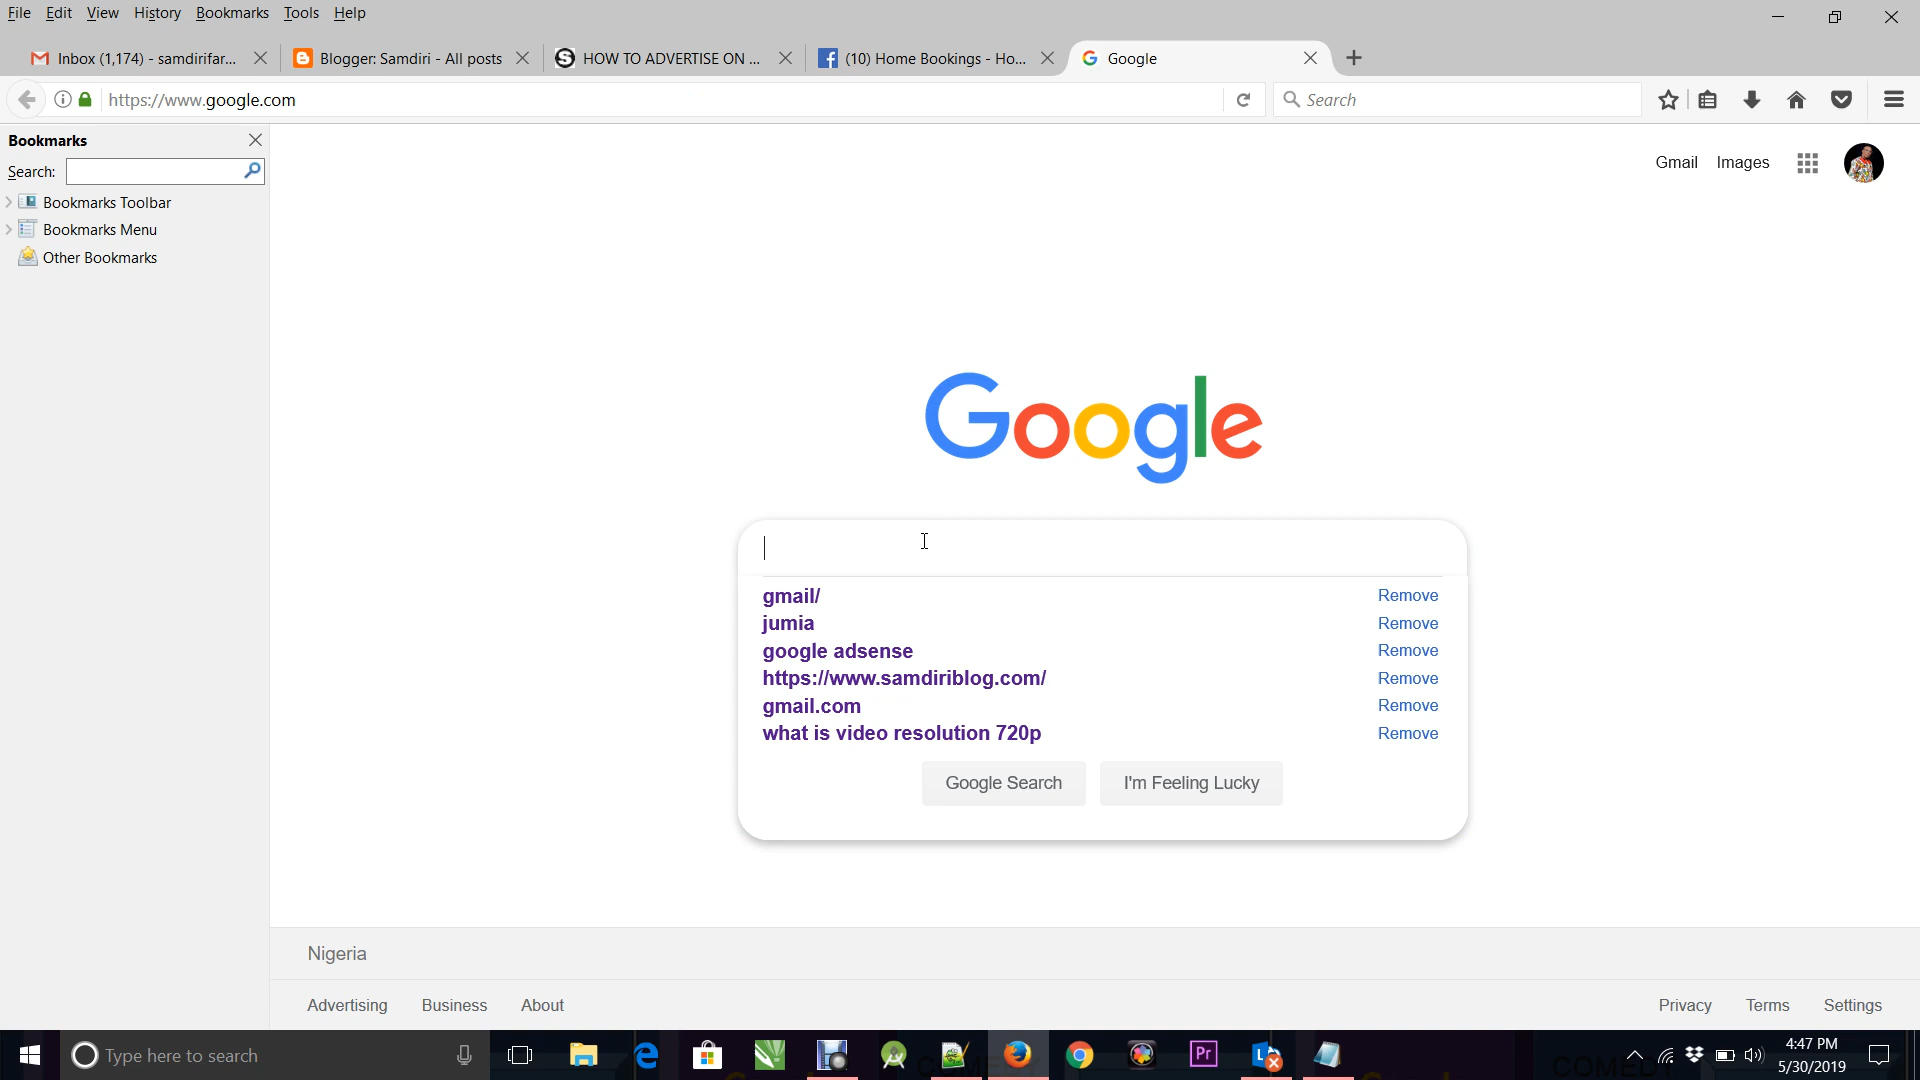 File Edit View History Bookmarks Tools Help
Inbox (1,174) - samdirifar... Blogger: Samdiri - All posts HOW TO ADVERTISE ON ... (10) Home Bookings - Ho... Google
https://www.google.com Search
Bookmarks
Search:
Bookmarks Toolbar
Bookmarks Menu
Other Bookmarks
Gmail Images
Google
gmail/ Remove
jumia Remove
google adsense Remove
https://www.samdiriblog.com/ Remove
gmail.com Remove
what is video resolution 720p Remove
Google Search I'm Feeling Lucky
Nigeria
Advertising Business About Privacy Terms Settings
Type here to search Pr 4:47 PM
5/30/2019